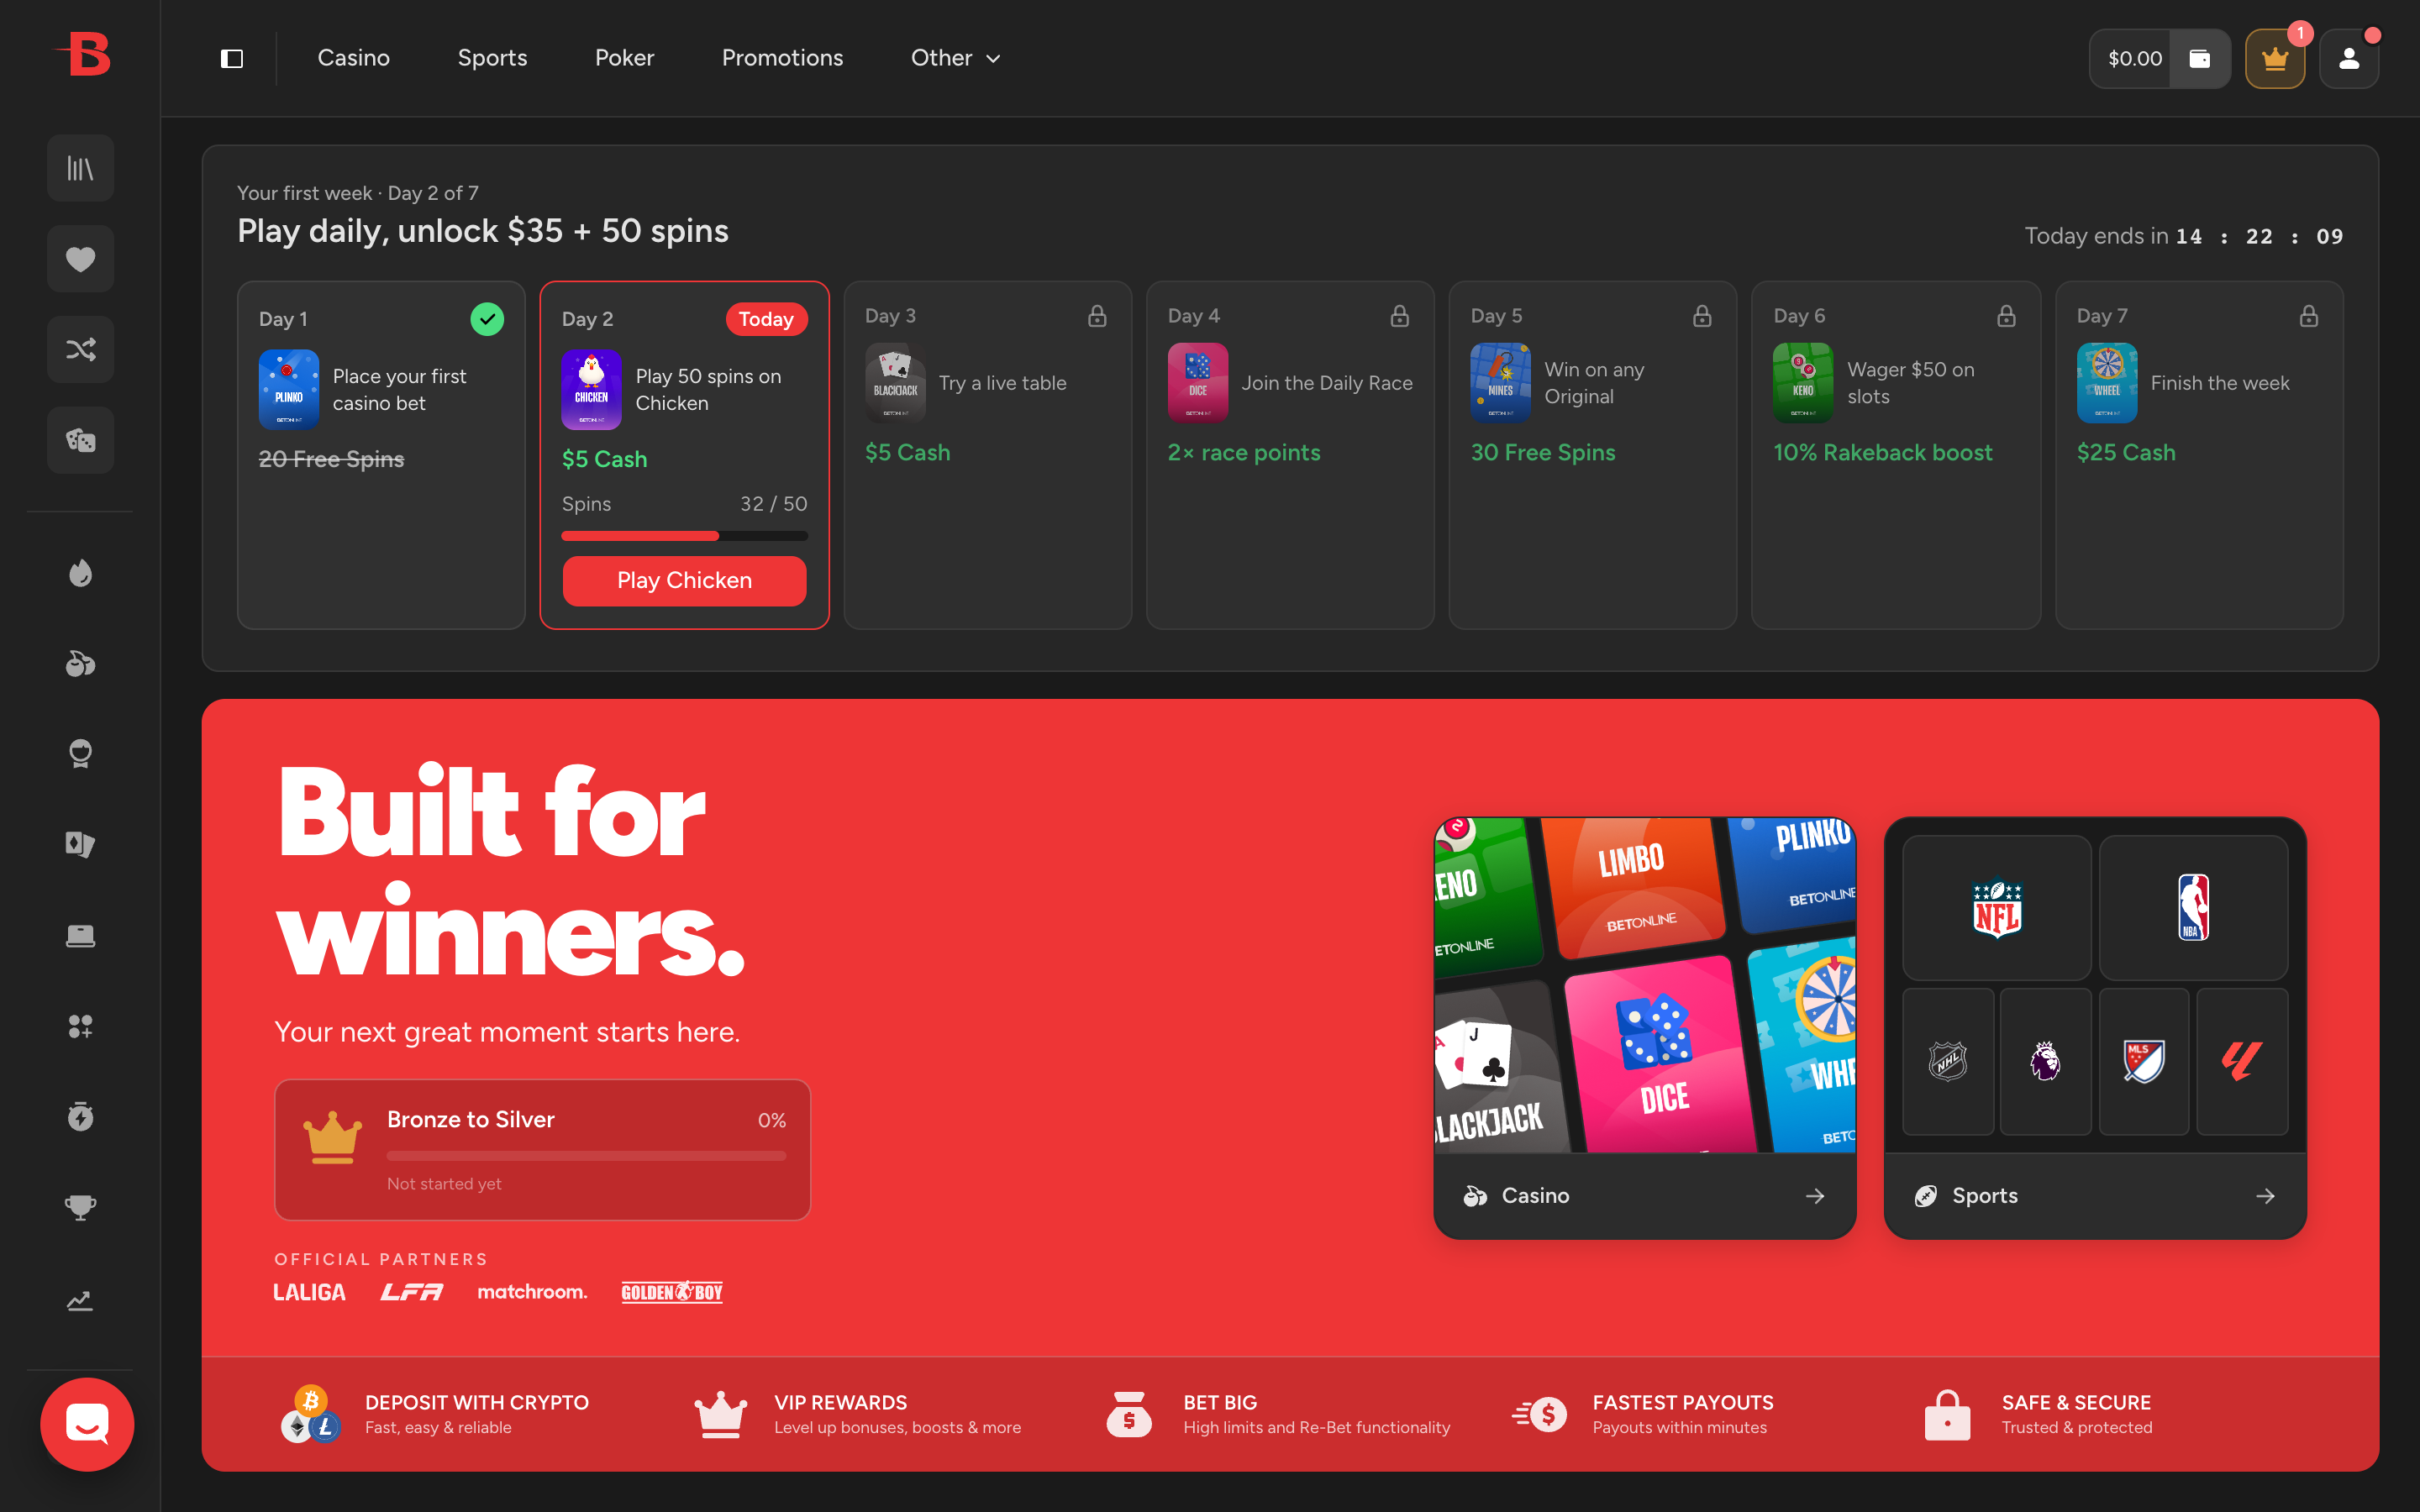 B
Casino
Sports
Poker
Promotions
Other
$0.00
1
Your first week · Day 2 of 7
Play daily, unlock $35 + 50 spins
Today ends in 14 : 22 : 09
Day 1
PLINKO
BETONLINE
Place your first
casino bet
20 Free Spins
Day 2
Today
CHICKEN
BETONLINE
Play 50 spins on
Chicken
$5 Cash
Spins
32 / 50
Play Chicken
Day 3
A J
BLACKJACK
BETONLINE
Try a live table
$5 Cash
Day 4
DICE
BETONLINE
Join the Daily Race
2× race points
Day 5
MINES
BETONLINE
Win on any
Original
30 Free Spins
Day 6
KENO
BETONLINE
Wager $50 on
slots
10% Rakeback boost
Day 7
WHEEL
BETONLINE
Finish the week
$25 Cash
Built for
winners.
Your next great moment starts here.
Bronze to Silver
0%
Not started yet
OFFICIAL PARTNERS
LALIGA
LFA
matchroom.
GOLDEN BOY
ENO
ETONLINE
LIMBO
BETONLINE
PLINKO
BETONLINE
A J
LACKJACK
DICE
WHE
BETO
Casino
NFL
NBA
NHL
MLS
Sports
DEPOSIT WITH CRYPTO
Fast, easy & reliable
VIP REWARDS
Level up bonuses, boosts & more
$
BET BIG
High limits and Re-Bet functionality
$
FASTEST PAYOUTS
Payouts within minutes
SAFE & SECURE
Trusted & protected